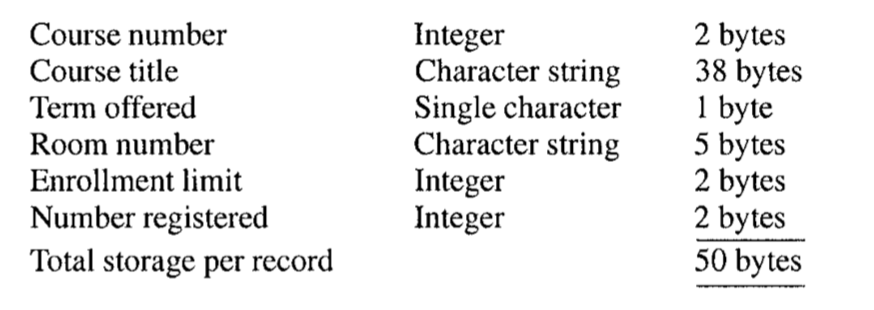 Course number Integer 2 bytes
Course title Character string 38 bytes
Term offered Single character 1 byte
Room number Character string 5 bytes
Enrollment limit Integer 2 bytes
Number registered Integer 2 bytes
Total storage per record 50 bytes